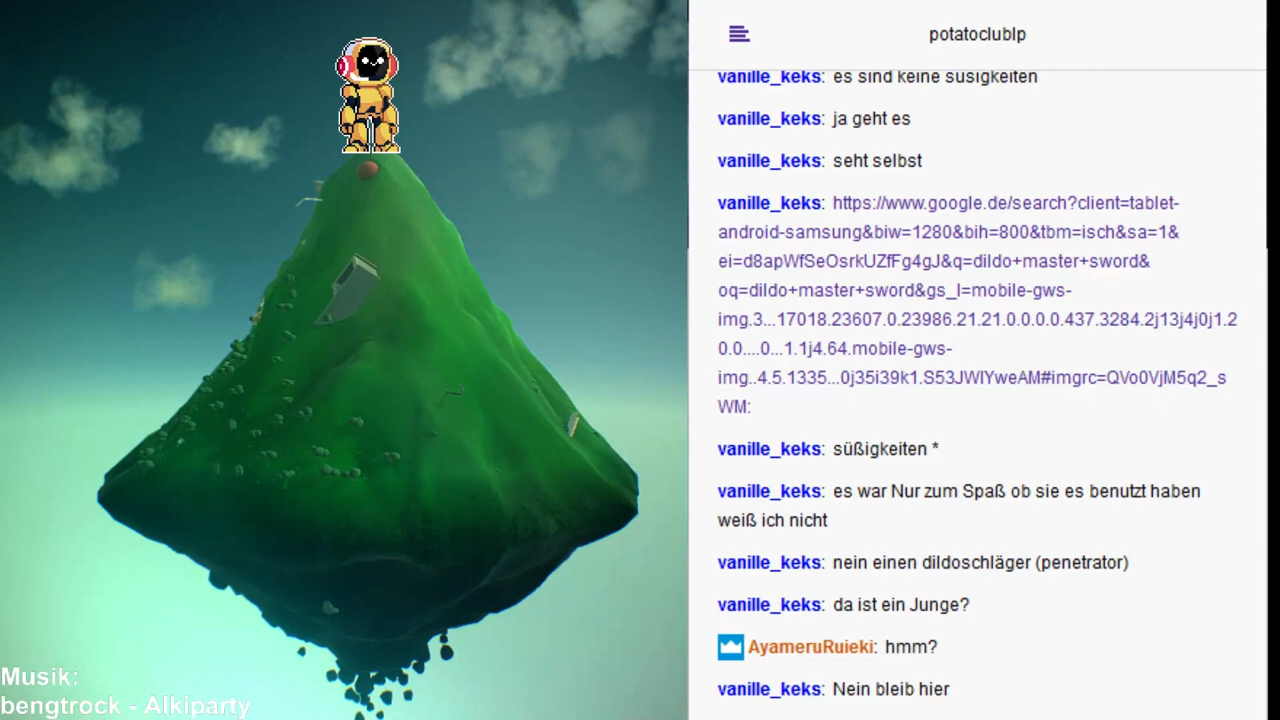 potatoclublp
vanille_keks: es sind keine süsigkeiten
vanille_keks: ja geht es
vanille_keks: seht selbst
vanille_keks: https://www.google.de/search?client=tablet-
android-samsung&biw=1280&bih=800&tbm=isch&sa=1&
ei=d8apWfSeOsrkUZfFg4gJ&q=dildo+master+sword&
oq=dildo+master+sword&gs_l=mobile-gws-
img.3...17018.23607.0.23986.21.21.0.0.0.0.437.3284.2j13j4j0j1.2
0.0....0...1.1j4.64.mobile-gws-
img..4.5.1335...0j35i39k1.S53JWIYweAM#imgrc=QVo0VjM5q2_s
WM:
vanille_keks: süßigkeiten *
vanille_keks: es war Nur zum Spaß ob sie es benutzt haben
weiß ich nicht
vanille_keks: nein einen dildoschläger (penetrator)
vanille_keks: da ist ein Junge?
AyameruRuieki: hmm?
vanille_keks: Nein bleib hier
Musik:
bengtrock - Alkiparty